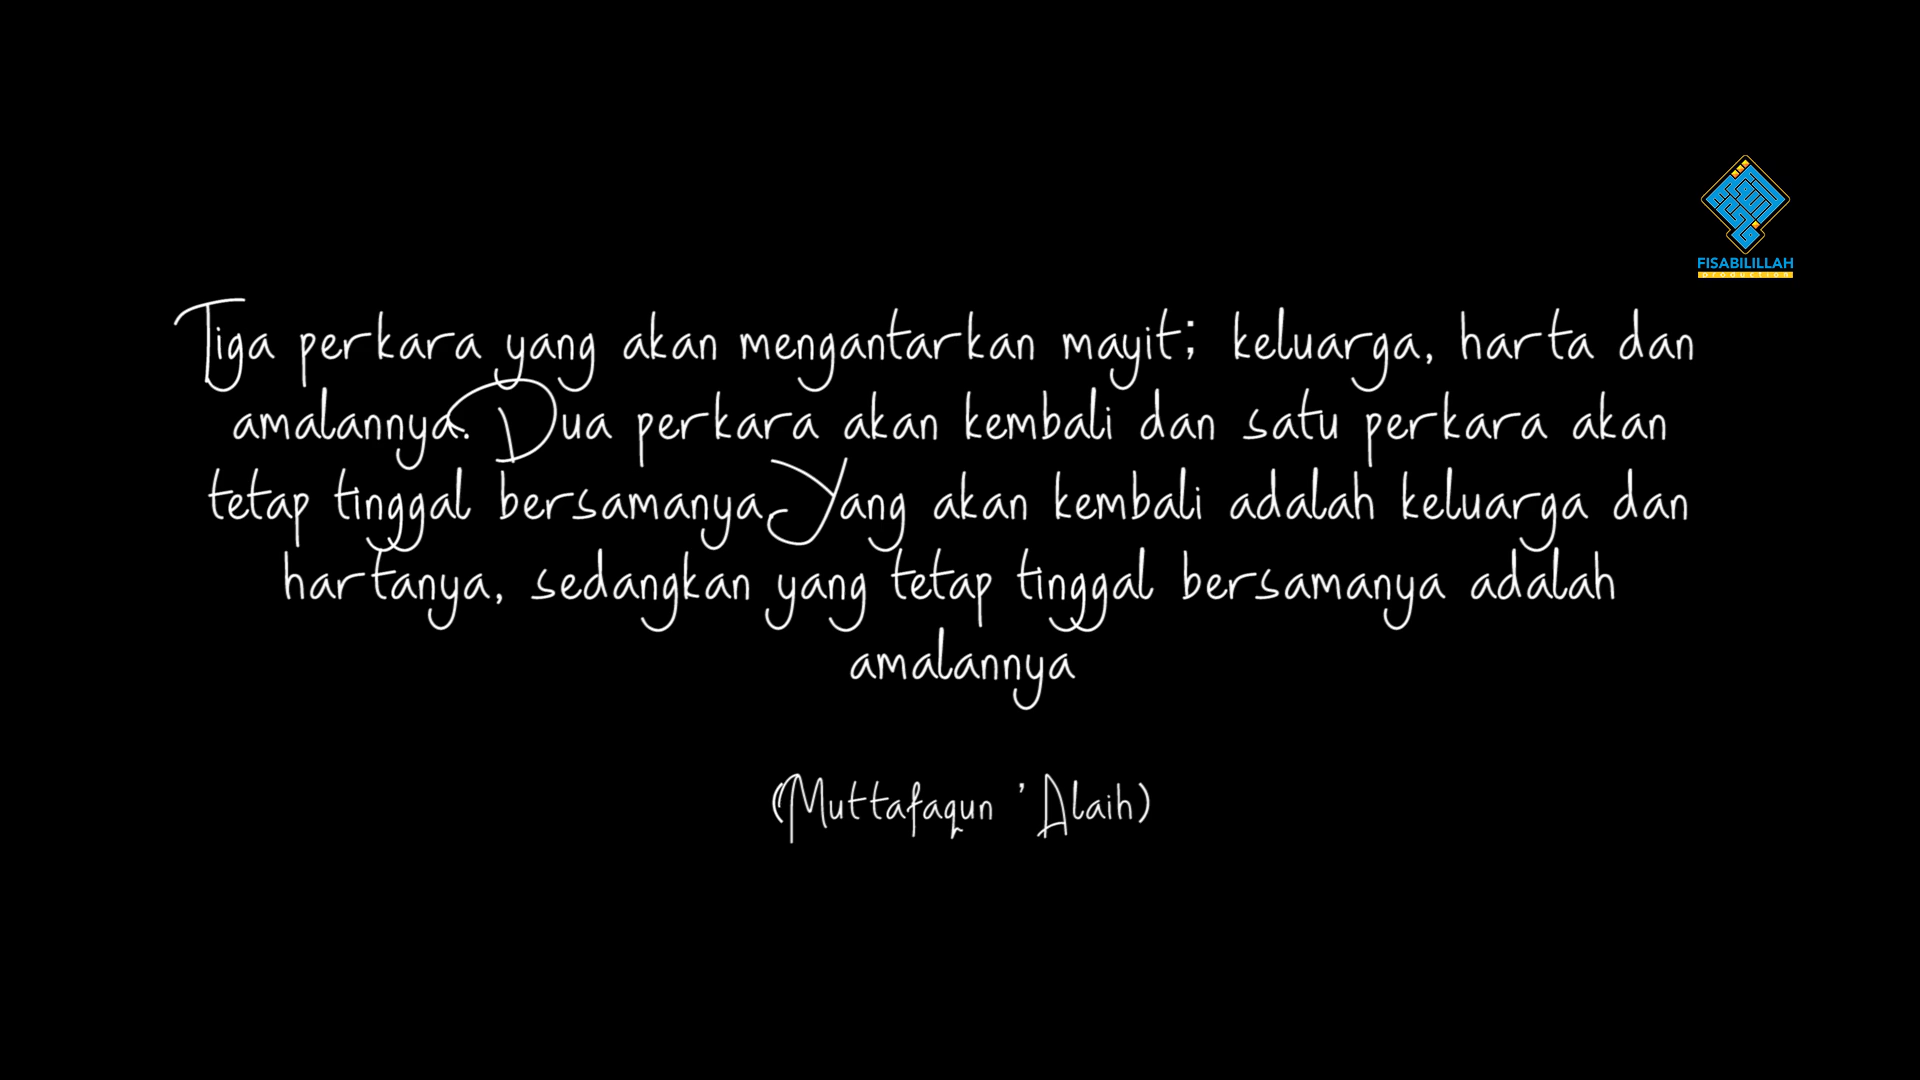 FISABILILLAH
production
Tiga perkara yang akan mengantarkan mayit; keluarga, harta dan
amalannya. Dua perkara akan kembali dan satu perkara akan
tetap tinggal bersamanya. Yang akan kembali adalah keluarga dan
hartanya, sedangkan yang tetap tinggal bersamanya adalah
amalannya
(Muttafaqun 'Alaih)